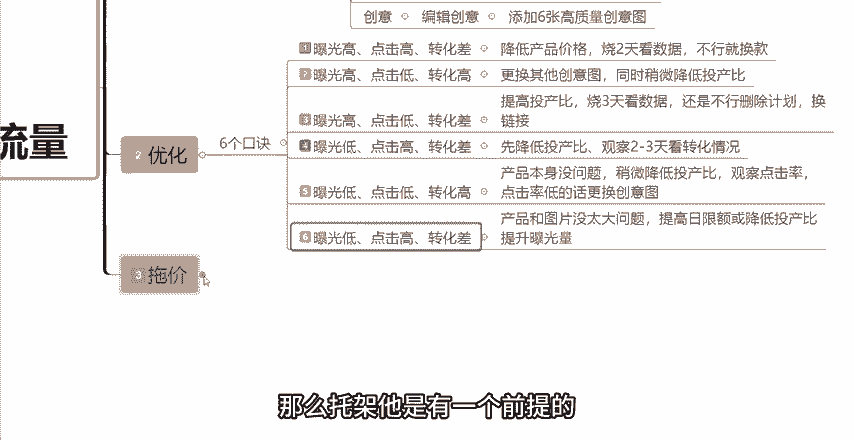 创意 编辑创意 添加6张高质量创意图
1 曝光高、点击高、转化差 降低产品价格，烧2天看数据，不行就换款
2 曝光高、点击低、转化高 更换其他创意图，同时稍微降低投产比
3 曝光高、点击低、转化差 提高投产比，烧3天看数据，还是不行删除计划，换
链接
流量
2 优化
6个口诀
4 曝光低、点击低、转化差 先降低投产比、观察2-3天看转化情况
5 曝光低、点击低、转化高 产品本身没问题，稍微降低投产比，观察点击率，
点击率低的话更换创意图
6 曝光低、点击高、转化差 产品和图片没太大问题，提高日限额或降低投产比
提升曝光量
3 拖价
那么托架他是有一个前提的